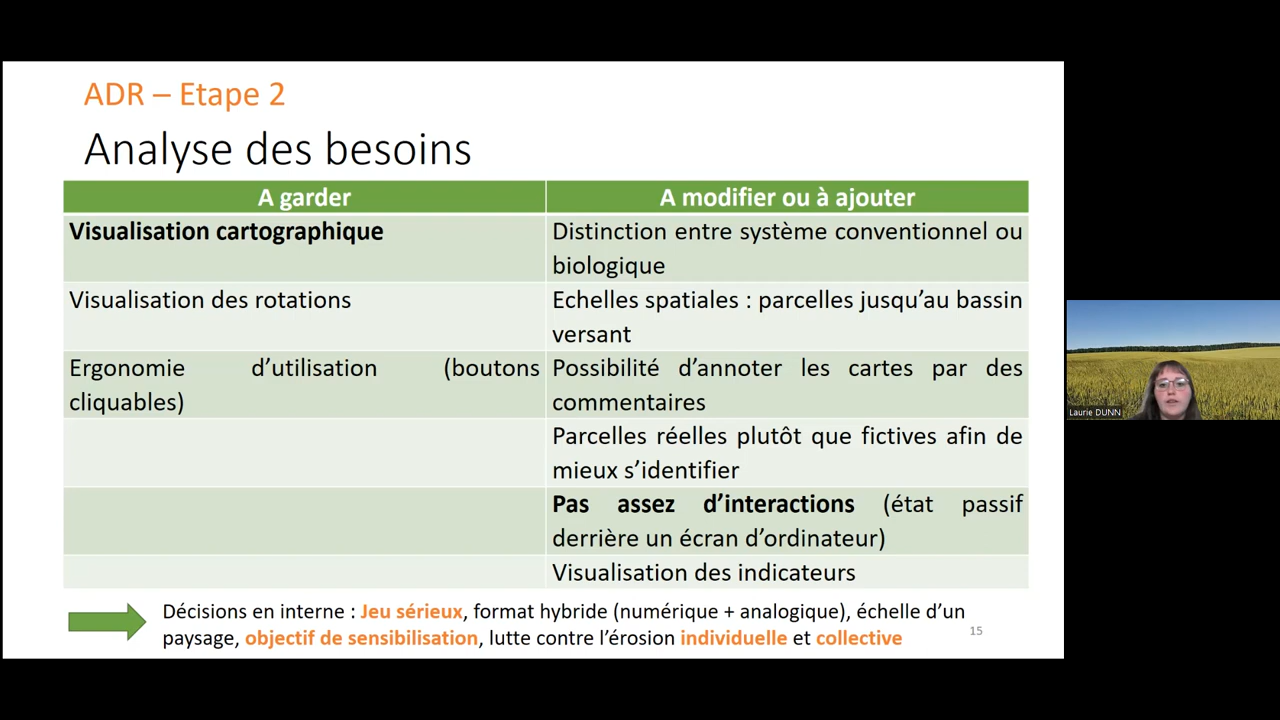 ADR – Etape 2
Analyse des besoins
A garder
A modifier ou à ajouter
Visualisation cartographique
Distinction entre système conventionnel ou
biologique
Visualisation des rotations
Echelles spatiales : parcelles jusqu’au bassin
versant
Ergonomie d’utilisation (boutons
cliquables)
Possibilité d’annoter les cartes par des
commentaires
Parcelles réelles plutôt que fictives afin de
mieux s’identifier
Pas assez d’interactions (état passif
derrière un écran d’ordinateur)
Visualisation des indicateurs
Décisions en interne : Jeu sérieux, format hybride (numérique + analogique), échelle d’un
paysage, objectif de sensibilisation, lutte contre l’érosion individuelle et collective
15
Laurie DUNN